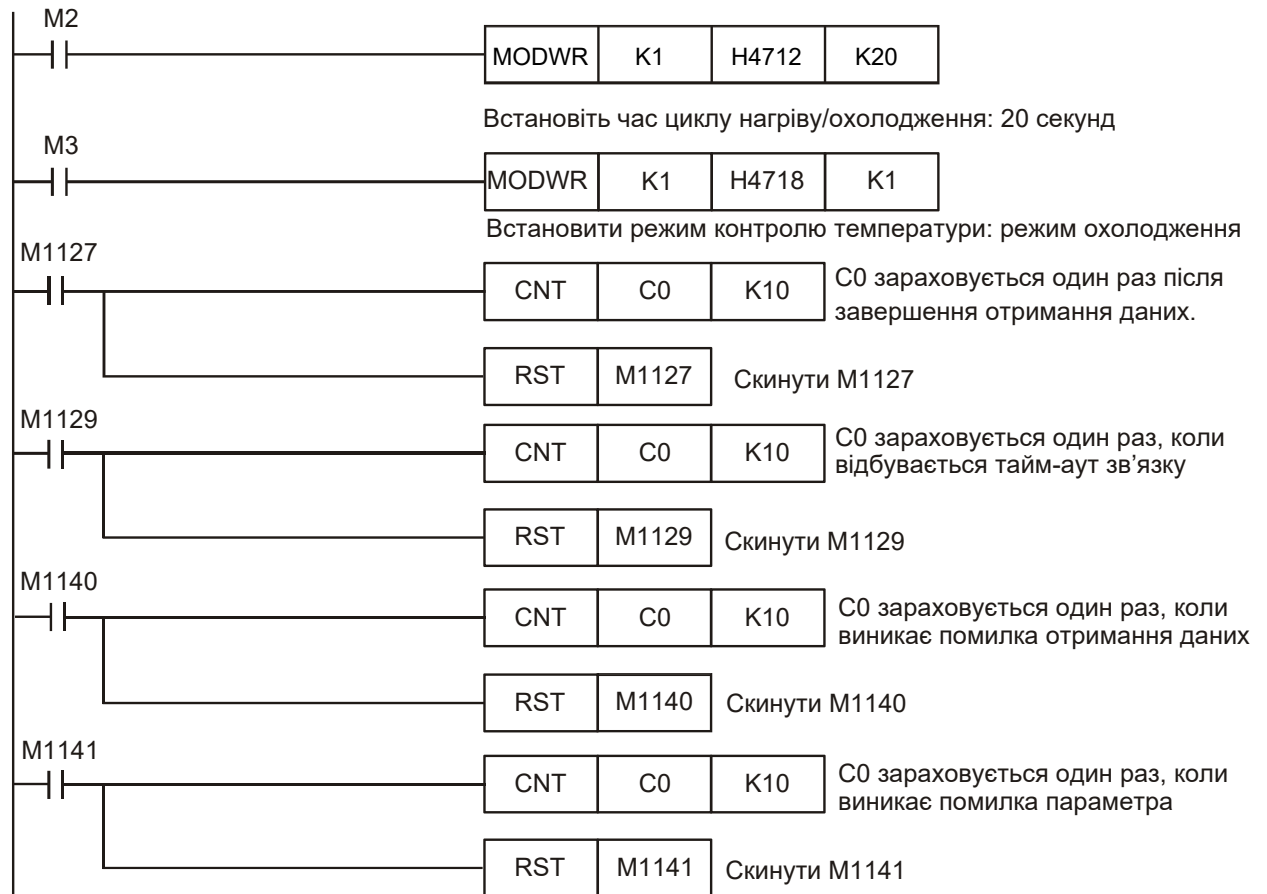 M2
MODWR K1 H4712 K20
Встановіть час циклу нагріву/охолодження: 20 секунд
M3
MODWR K1 H4718 K1
Встановити режим контролю температури: режим охолодження
M1127
CNT C0 K10
С0 зараховується один раз після
завершення отримання даних.
RST M1127
Скинути M1127
M1129
CNT C0 K10
С0 зараховується один раз, коли
відбувається тайм-аут зв’язку
RST M1129
Скинути M1129
M1140
CNT C0 K10
С0 зараховується один раз, коли
виникає помилка отримання даних
RST M1140
Скинути M1140
M1141
CNT C0 K10
С0 зараховується один раз, коли
виникає помилка параметра
RST M1141
Скинути M1141